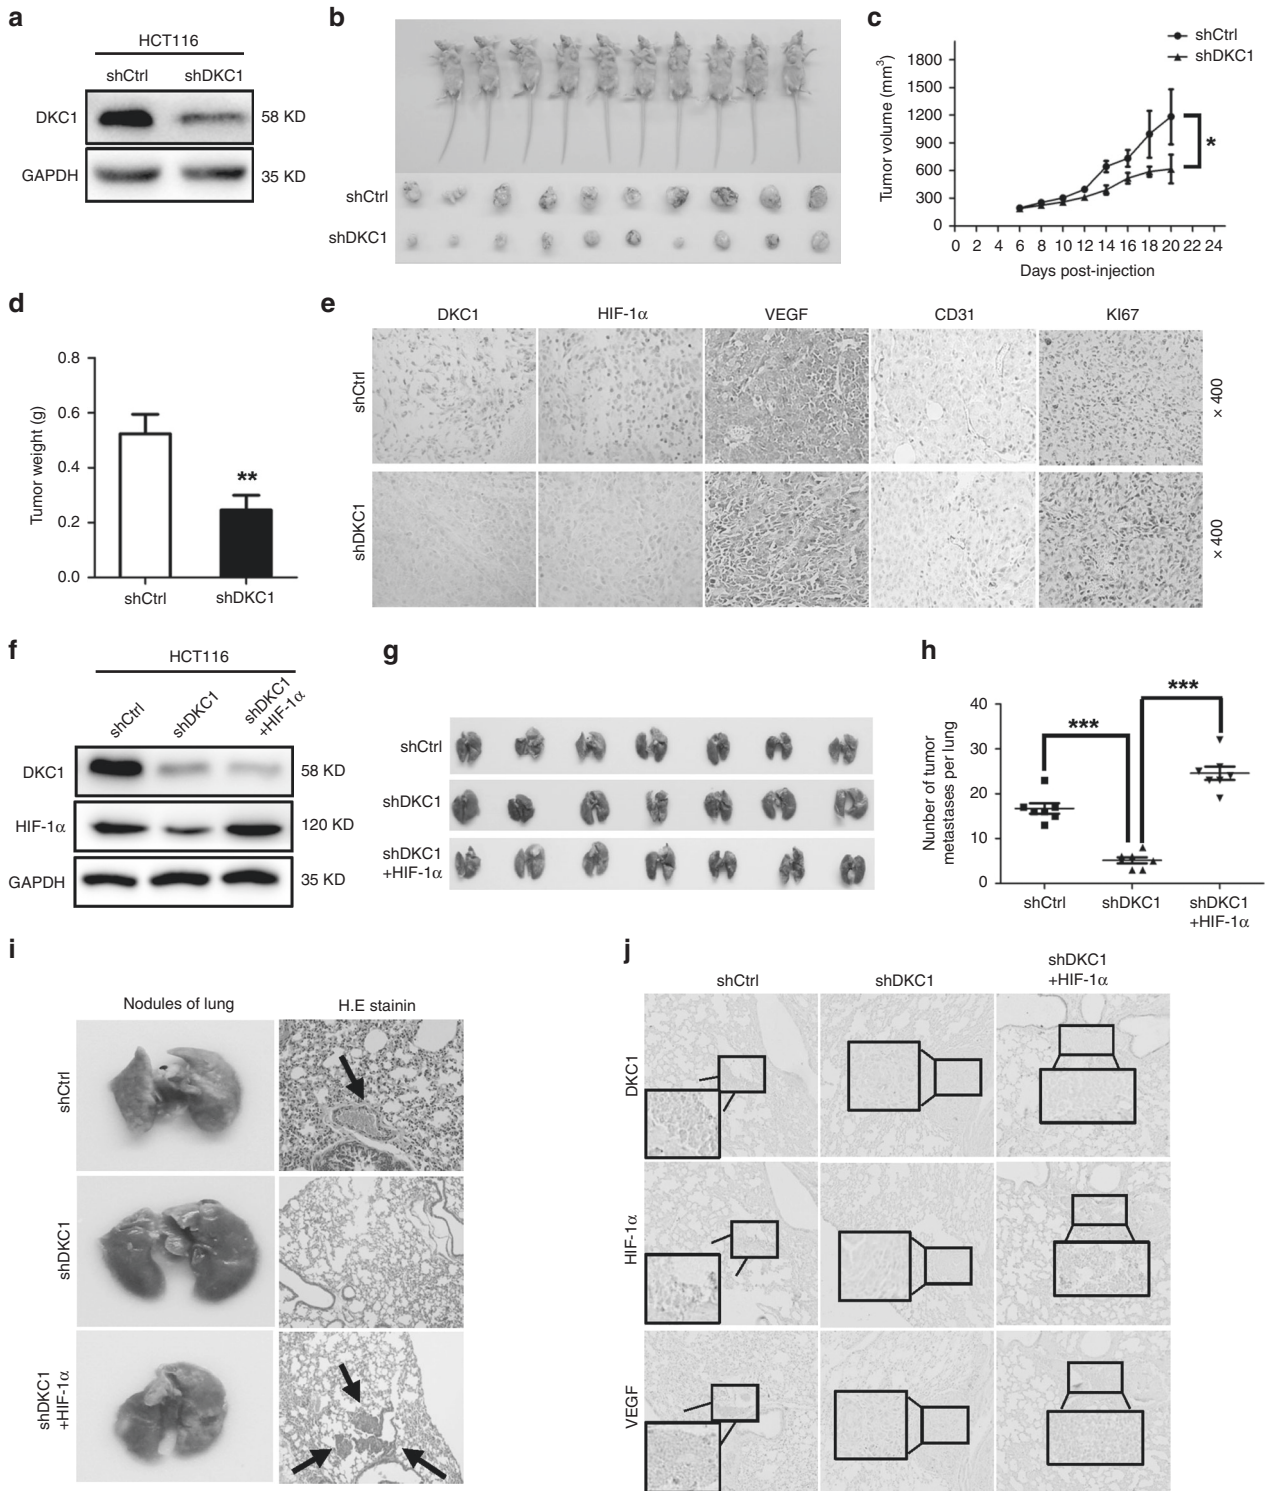 a
HCT116
shCtrl shDKC1
DKC1 58 KD
GAPDH 35 KD
b
shCtrl
shDKC1
c
shCtrl
shDKC1
Tumor volume (mm³)
1800
1500
1200
900
600
300
0
*
0 2 4 6 8 10 12 14 16 18 20 22 24
Days post-injection
d
Tumor weight (g)
0.8
0.6
0.4
0.2
0.0
**
shCtrl shDKC1
e
DKC1 HIF-1α VEGF CD31 KI67
shCtrl × 400
shDKC1 × 400
f
HCT116
shCtrl shDKC1 shDKC1
+HIF-1α
DKC1 58 KD
HIF-1α 120 KD
GAPDH 35 KD
g
shCtrl
shDKC1
shDKC1
+HIF-1α
h
Nunber of tumor
metastases per lung
40
30
20
10
0
***
***
shCtrl shDKC1 shDKC1
+HIF-1α
i
Nodules of lung H.E stainin
shCtrl
shDKC1
shDKC1
+HIF-1α
j
shCtrl shDKC1 shDKC1
+HIF-1α
DKC1
HIF-1α
VEGF